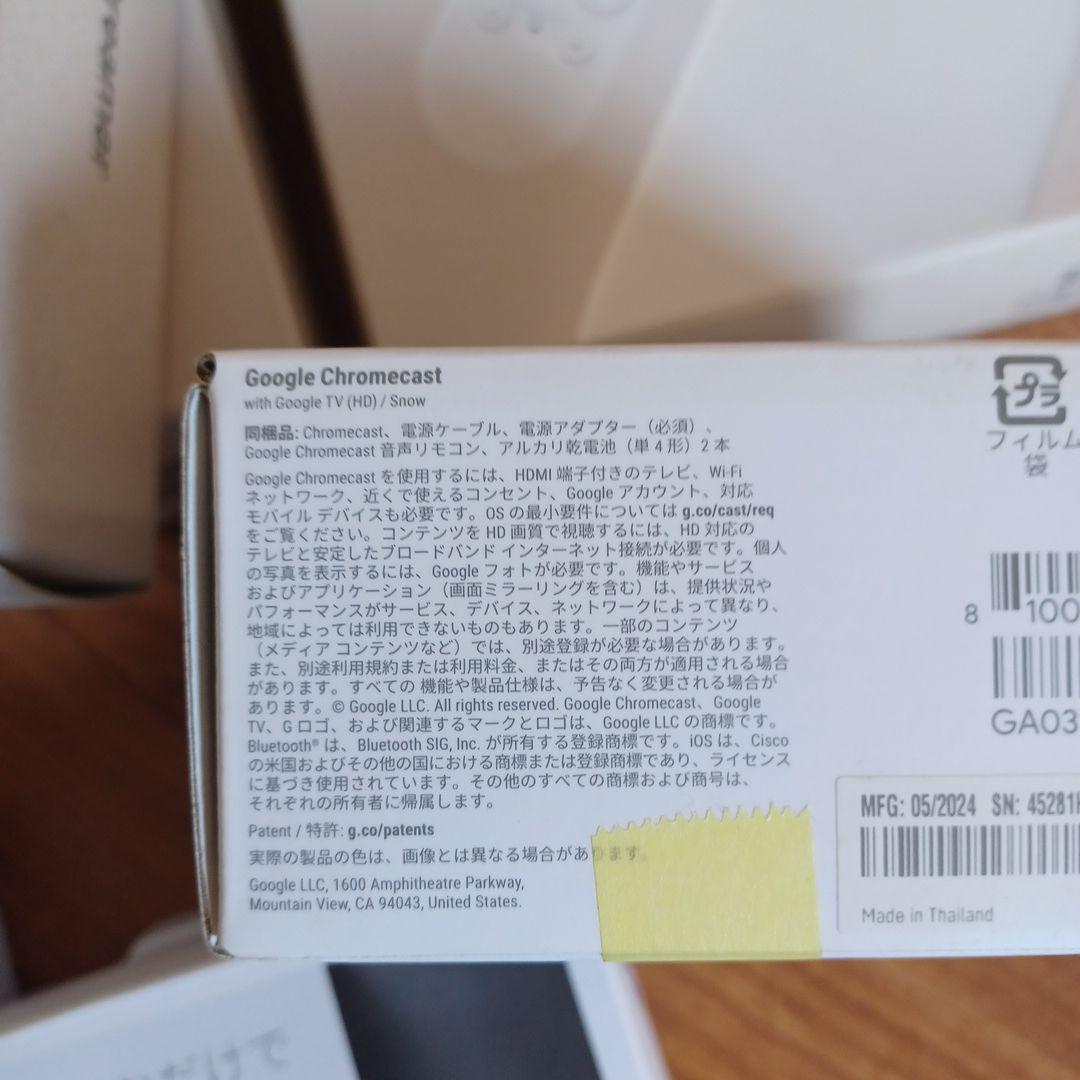 Google Chromecast
with Google TV (HD) / Snow
同梱品: Chromecast、電源ケーブル、電源アダプター（必須）、
Google Chromecast 音声リモコン、アルカリ乾電池（単 4 形）2 本
Google Chromecast を使用するには、HDMI 端子付きのテレビ、Wi-Fi
ネットワーク、近くで使えるコンセント、Google アカウント、対応
モバイル デバイスも必要です。OS の最小要件については g.co/cast/req
をご覧ください。コンテンツを HD 画質で視聴するには、HD 対応の
テレビと安定したブロードバンド インターネット接続が必要です。個人
の写真を表示するには、Google フォトが必要です。機能やサービス
およびアプリケーション（画面ミラーリングを含む）は、提供状況や
パフォーマンスがサービス、デバイス、ネットワークによって異なり、
地域によっては利用できないものもあります。一部のコンテンツ
（メディア コンテンツなど）では、別途登録が必要な場合があります。
また、別途利用規約または利用料金、またはその両方が適用される場合
があります。すべての 機能や製品仕様は、予告なく変更される場合が
あります。© Google LLC. All rights reserved. Google Chromecast、Google
TV、G ロゴ、および関連するマークとロゴは、Google LLC の商標です。
Bluetooth® は、Bluetooth SIG, Inc. が所有する登録商標です。iOS は、Cisco
の米国およびその他の国における商標または登録商標であり、ライセンス
に基づき使用されています。その他のすべての商標および商号は、
それぞれの所有者に帰属します。
Patent / 特許: g.co/patents
実際の製品の色は、画像とは異なる場合があります。
Google LLC, 1600 Amphitheatre Parkway,
Mountain View, CA 94043, United States.
プラ
フィルム
袋
8 100
GA03
MFG: 05/2024 SN: 45281
Made in Thailand
だけで